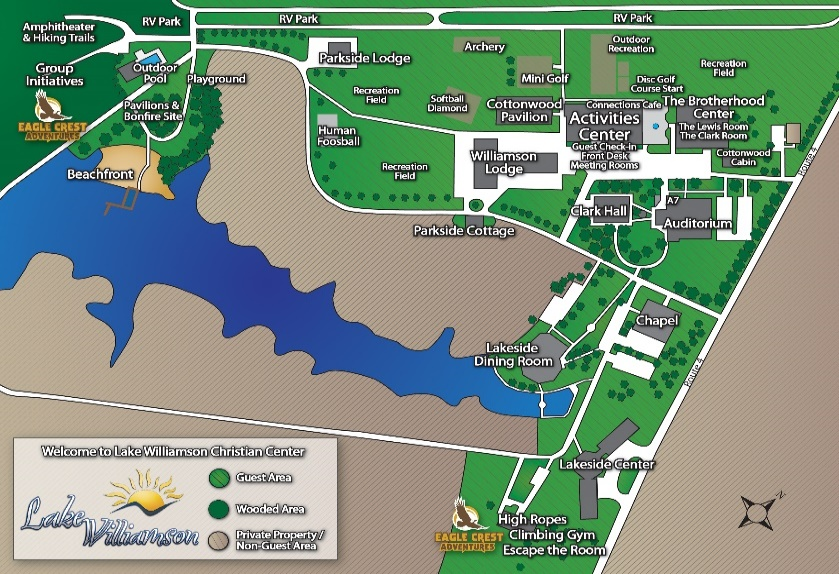 RV Park
RV Park
RV Park
Amphitheater
& Hiking Trails
Group
Initiatives
EAGLE CREST
ADVENTURES
Outdoor
Pool
Playground
Pavilions &
Bonfire Site
Beachfront
Parkside Lodge
Archery
Outdoor
Recreation
Recreation
Field
Mini Golf
Disc Golf
Course Start
Recreation
Field
Softball
Diamond
Cottonwood
Pavilion
Connections Cafe
Activities
Center
Guest Check-In
Front Desk
Meeting Rooms
The Brotherhood
Center
The Lewis Room
The Clark Room
Cottonwood
Cabin
Route 4
Human
Foosball
Recreation
Field
Williamson
Lodge
Parkside Cottage
Clark Hall
A7
Auditorium
Chapel
Route 4
Lakeside
Dining Room
Lakeside Center
EAGLE CREST
ADVENTURES
High Ropes
Climbing Gym
Escape the Room
N
Welcome to Lake Williamson Christian Center
Lake
Williamson
Guest Area
Wooded Area
Private Property /
Non-Guest Area